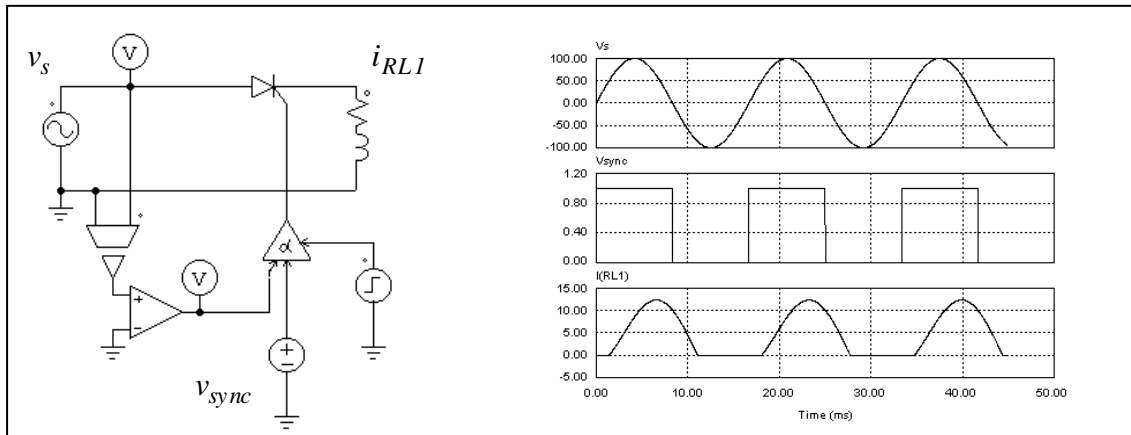 v_s
V
i_RL1
+
−
V
α
+
−
v_sync
Vs
100.00
50.00
0.00
-50.00
-100.00
Vsync
1.20
0.80
0.40
0.00
I(RL1)
15.00
10.00
5.00
0.00
-5.00
0.00 10.00 20.00 30.00 40.00 50.00
Time (ms)